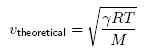 v_theoretical = √(γRT/M)